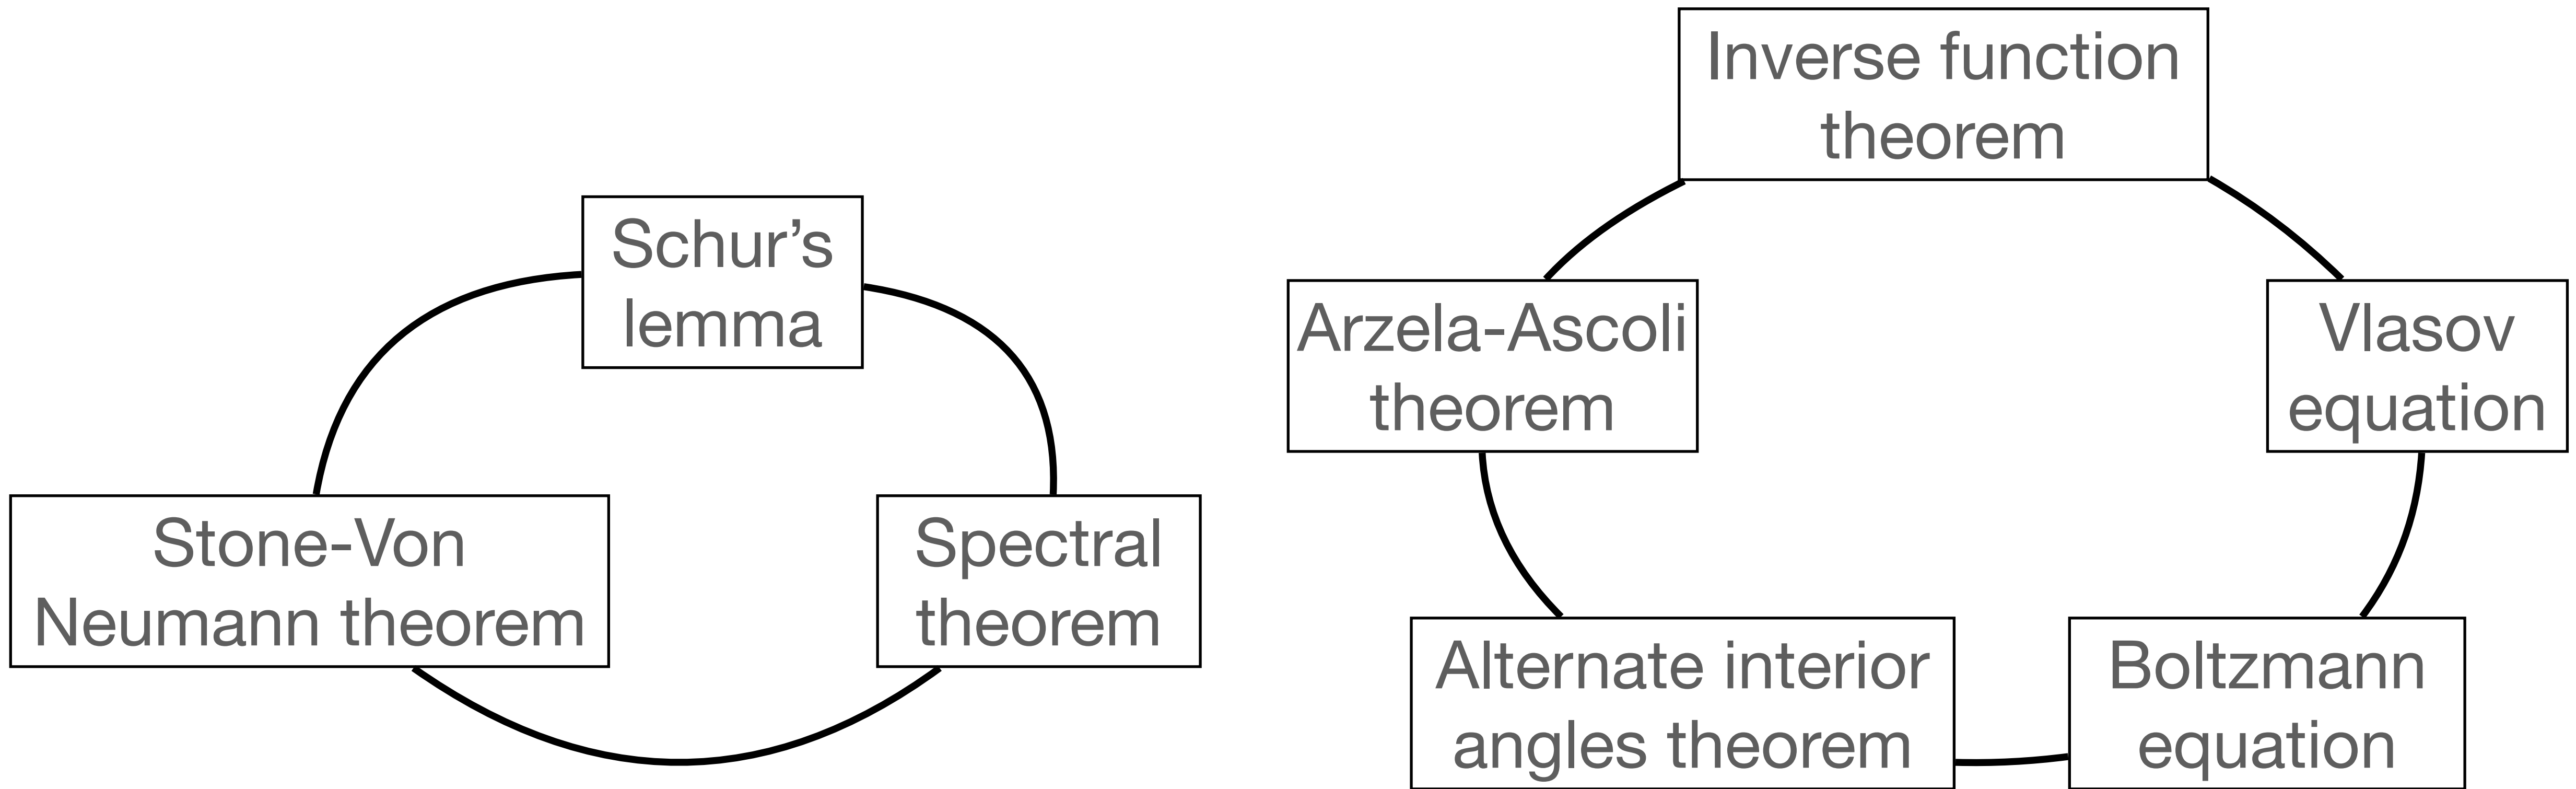 Inverse function
theorem
Schur’s
lemma
Arzela-Ascoli
theorem
Vlasov
equation
Stone-Von
Neumann theorem
Spectral
theorem
Alternate interior
angles theorem
Boltzmann
equation